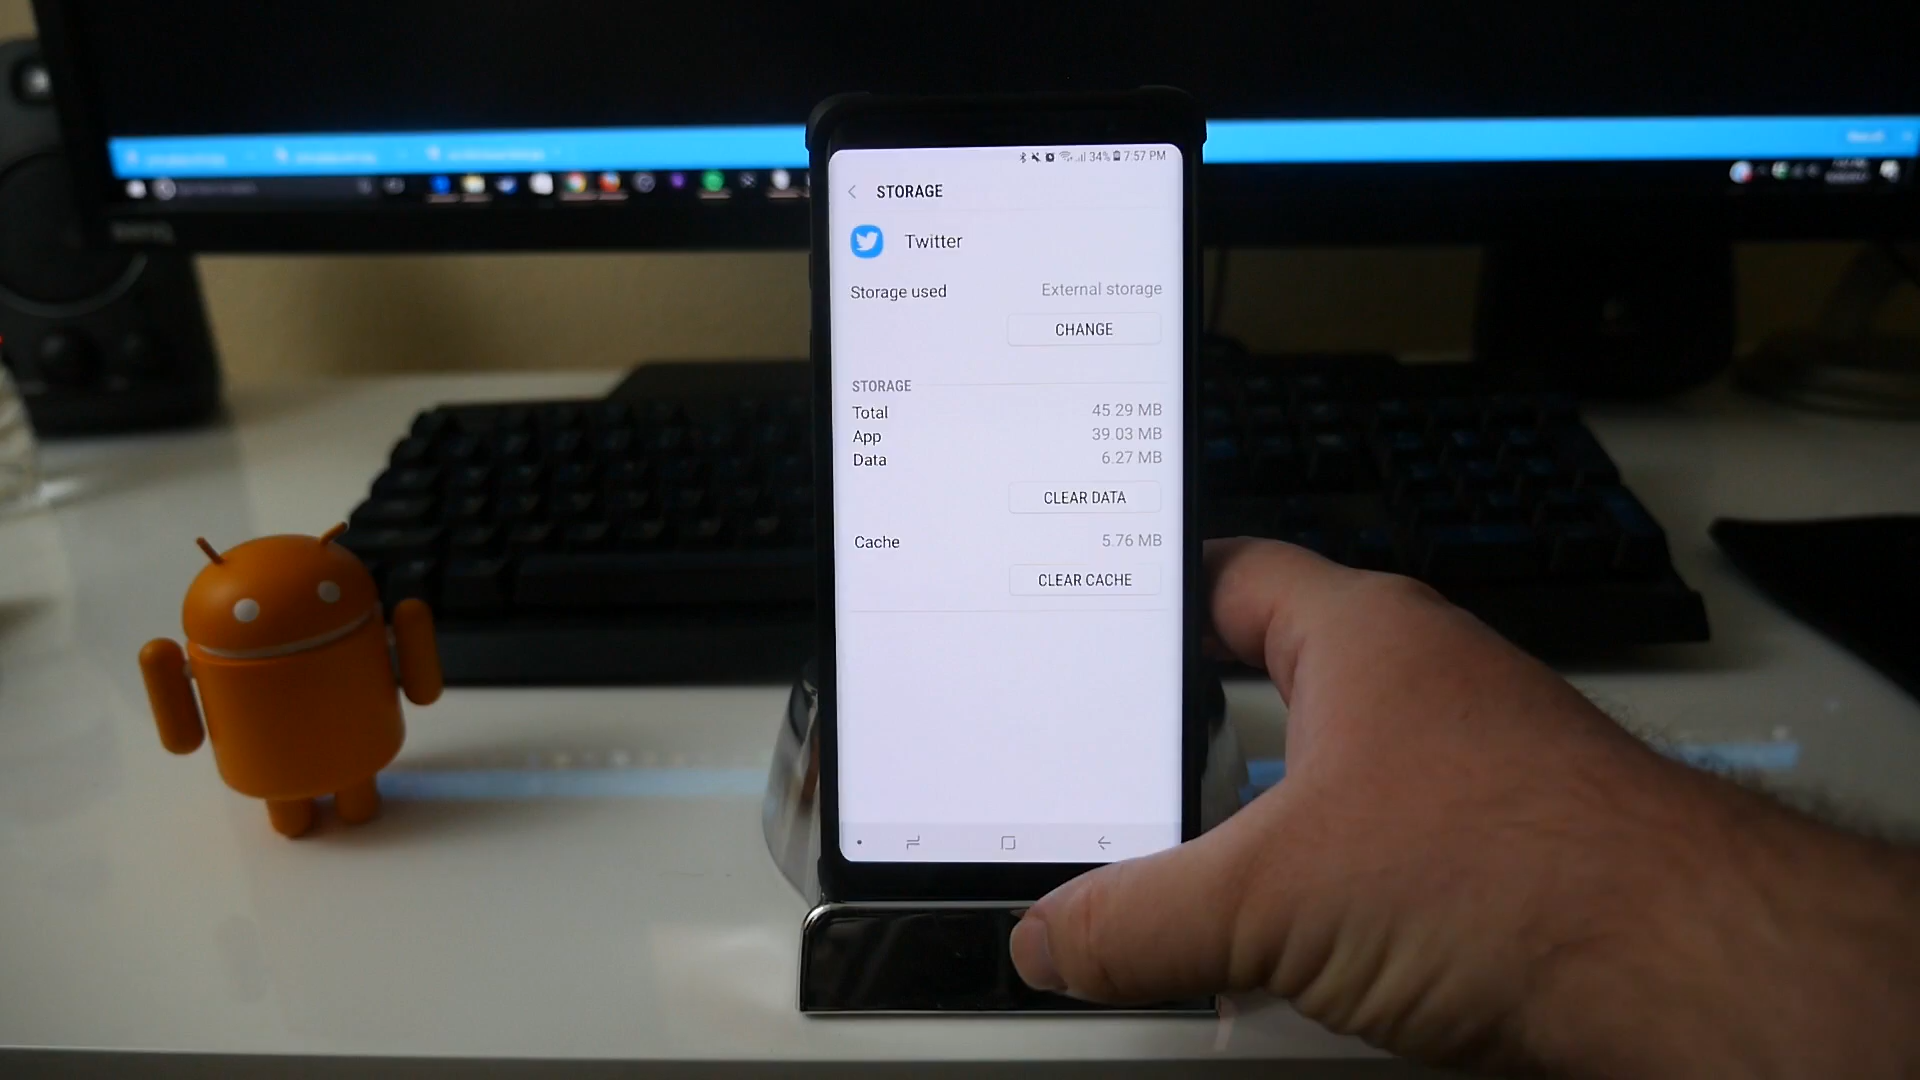 34% 7:57 PM
STORAGE
Twitter
Storage used External storage
CHANGE
STORAGE
Total 45.29 MB
App 39.03 MB
Data 6.27 MB
CLEAR DATA
Cache 5.76 MB
CLEAR CACHE